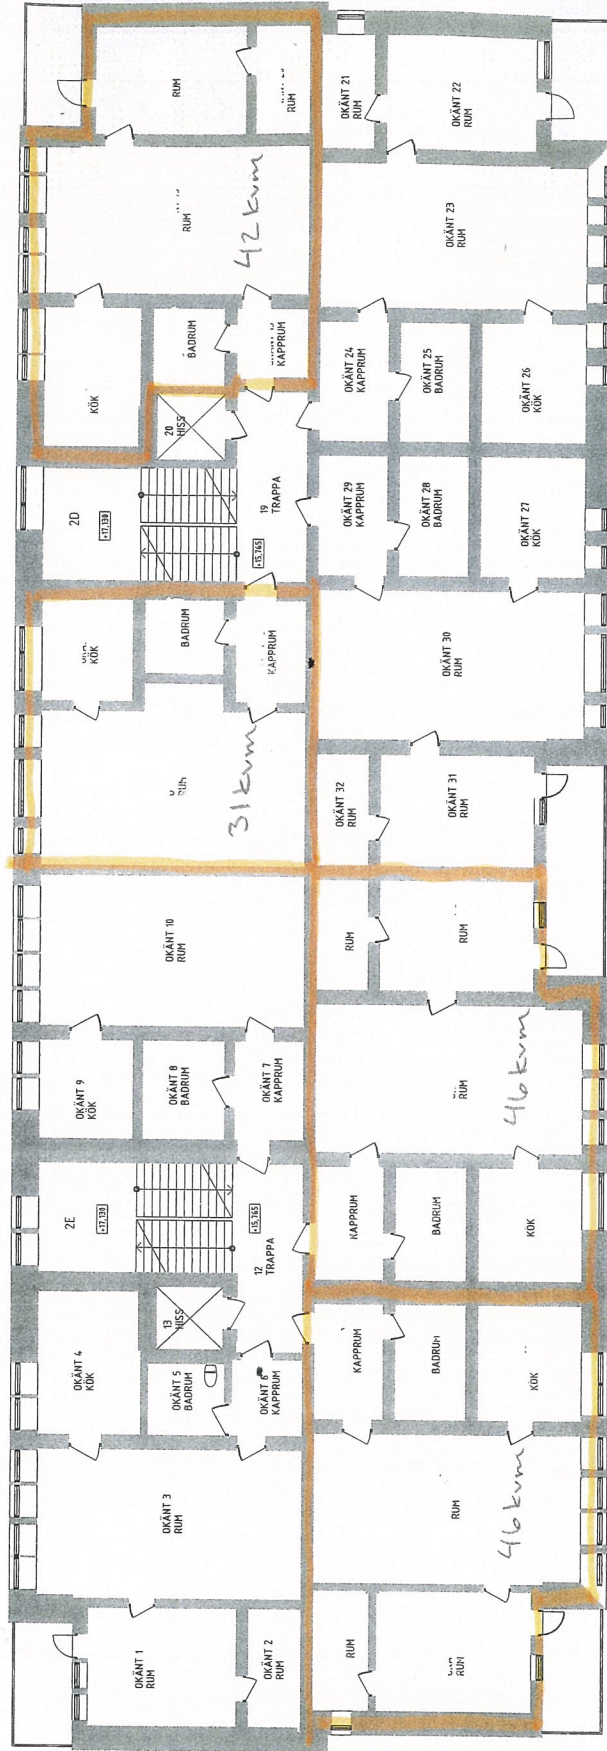 RUM
RUM
OKÄNT 21
RUM
OKÄNT 22
RUM
RUM
42 kvm
OKÄNT 23
RUM
KÖK
BADRUM
KAPPRUM
OKÄNT 24
KAPPRUM
OKÄNT 25
BADRUM
OKÄNT 26
KÖK
20
HISS
2D
+17,130
19
TRAPPA
+15,765
OKÄNT 29
KAPPRUM
OKÄNT 28
BADRUM
OKÄNT 27
KÖK
KÖK
BADRUM
KAPPRUM
RUM
31 kvm
OKÄNT 30
RUM
OKÄNT 32
RUM
OKÄNT 31
RUM
OKÄNT 10
RUM
RUM
RUM
OKÄNT 9
KÖK
OKÄNT 8
BADRUM
OKÄNT 7
KAPPRUM
RUM
46 kvm
2E
+17,130
+15,765
12
TRAPPA
KAPPRUM
BADRUM
KÖK
13
HISS
OKÄNT 4
KÖK
OKÄNT 5
BADRUM
OKÄNT 6
KAPPRUM
KAPPRUM
BADRUM
KÖK
OKÄNT 3
RUM
RUM
46 kvm
OKÄNT 1
RUM
OKÄNT 2
RUM
RUM
RUM